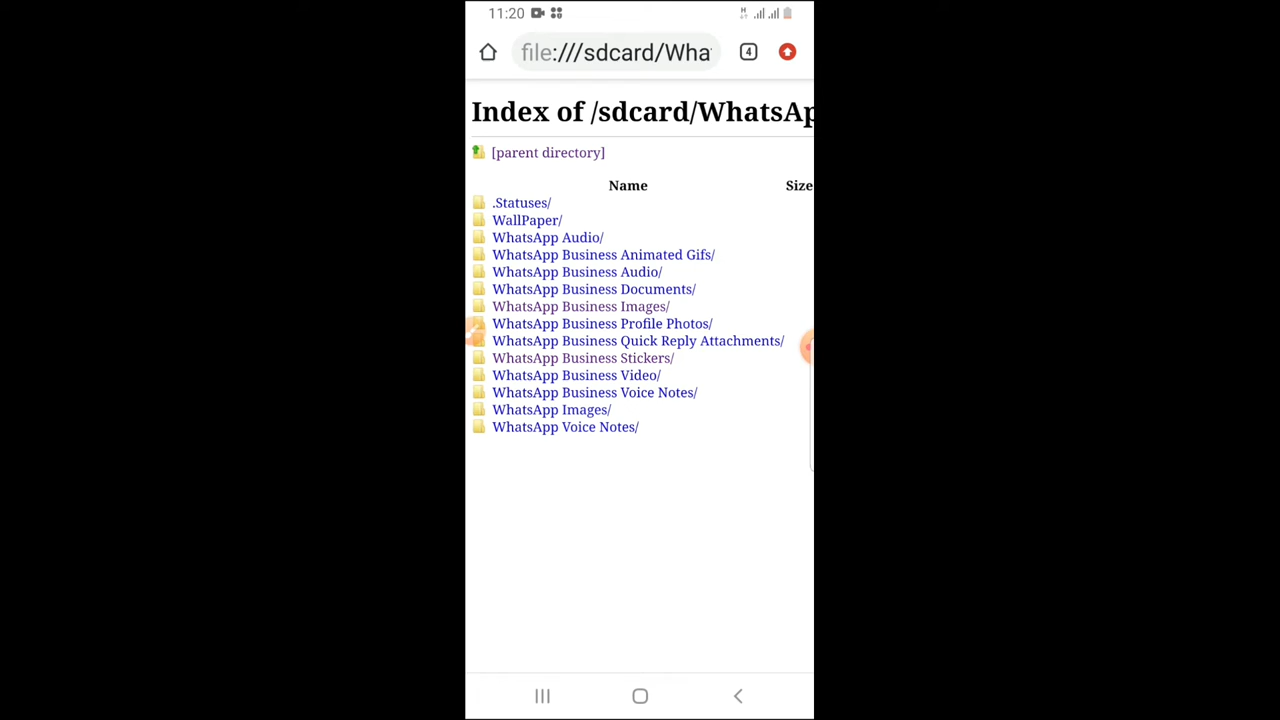 11:20
file:///sdcard/Wha
4
Index of /sdcard/WhatsAp
[parent directory]
Name Size
.Statuses/
WallPaper/
WhatsApp Audio/
WhatsApp Business Animated Gifs/
WhatsApp Business Audio/
WhatsApp Business Documents/
WhatsApp Business Images/
WhatsApp Business Profile Photos/
WhatsApp Business Quick Reply Attachments/
WhatsApp Business Stickers/
WhatsApp Business Video/
WhatsApp Business Voice Notes/
WhatsApp Images/
WhatsApp Voice Notes/